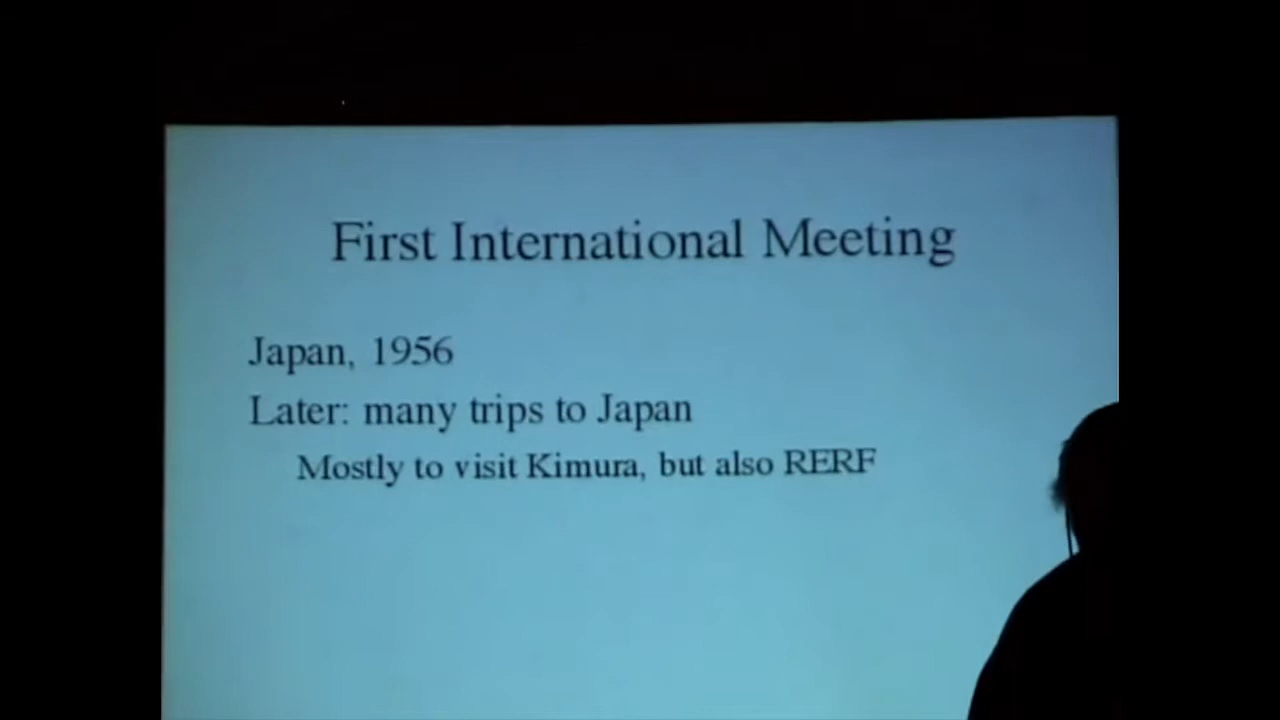 First International Meeting
Japan, 1956
Later: many trips to Japan
Mostly to visit Kimura, but also RERF